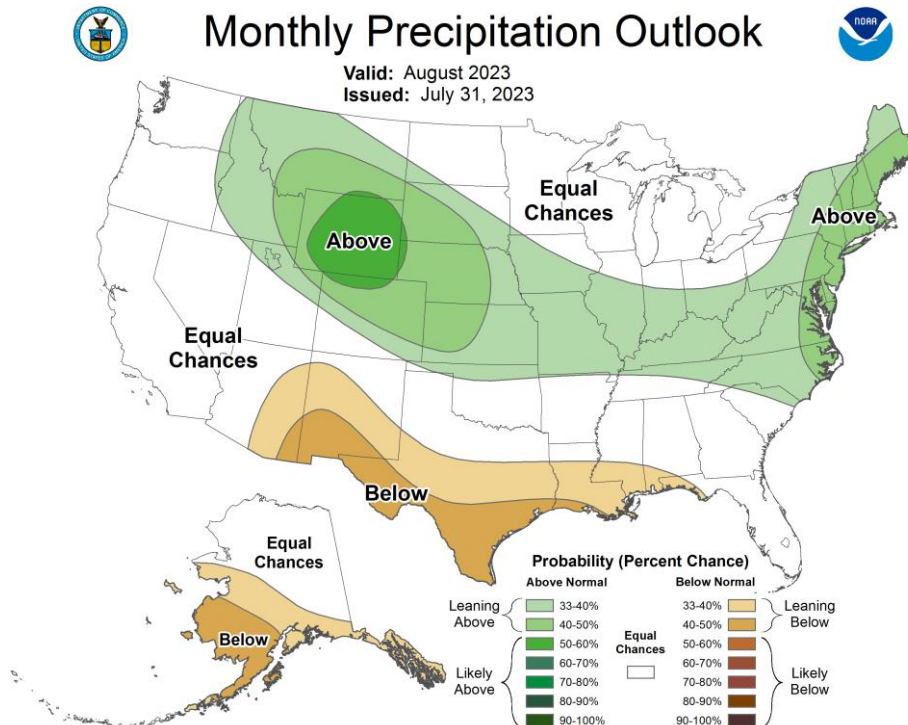 Monthly Precipitation Outlook
NOAA
Valid: August 2023
Issued: July 31, 2023
Equal
Chances
Above
Above
Equal
Chances
Below
Equal
Chances
Below
Probability (Percent Chance)
Above Normal
Below Normal
Leaning
Above
33-40%
40-50%
Likely
Above
50-60%
60-70%
70-80%
80-90%
90-100%
Equal
Chances
33-40%
40-50%
Leaning
Below
50-60%
60-70%
70-80%
80-90%
90-100%
Likely
Below